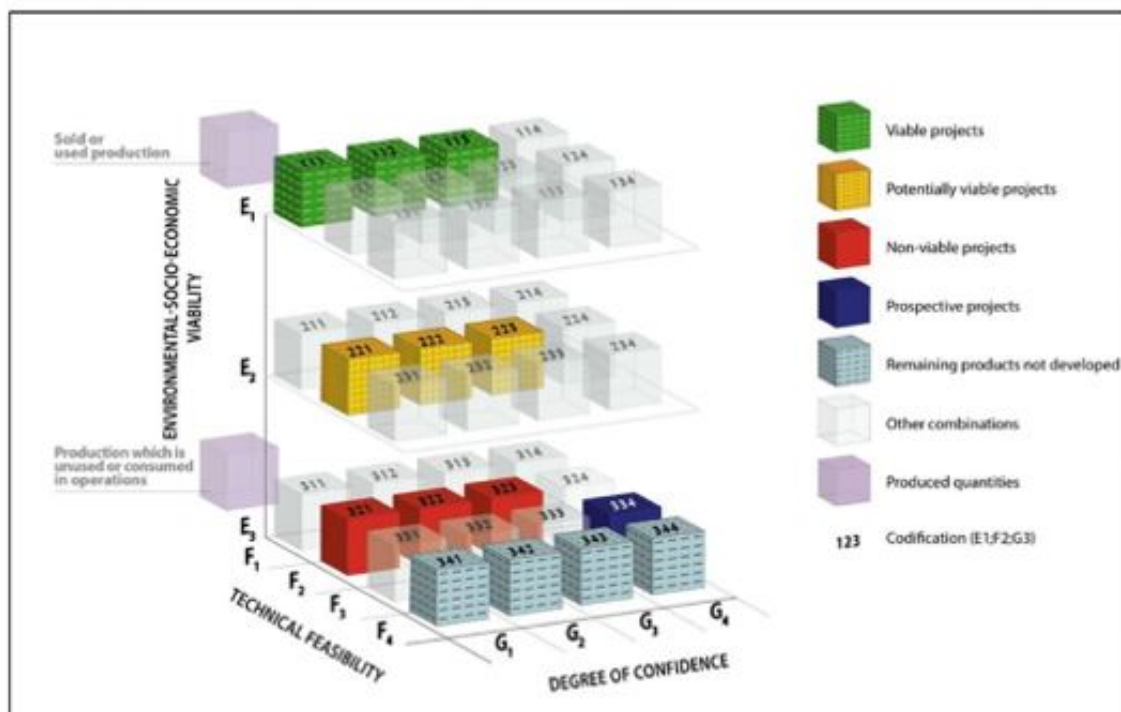 Sold or
used production
ENVIRONMENTAL-SOCIO-ECONOMIC
VIABILITY
E1
111
112
113
114
123
124
134
E2
211
212
213
214
221
222
223
224
231
232
233
234
Production which is
unused or consumed
in operations
E3
311
312
313
314
321
322
323
324
331
332
333
334
341
342
343
344
F1
F2
F3
F4
TECHNICAL FEASIBILITY
G1
G2
G3
G4
DEGREE OF CONFIDENCE
Viable projects
Potentially viable projects
Non-viable projects
Prospective projects
Remaining products not developed
Other combinations
Produced quantities
123 Codification (E1;F2;G3)